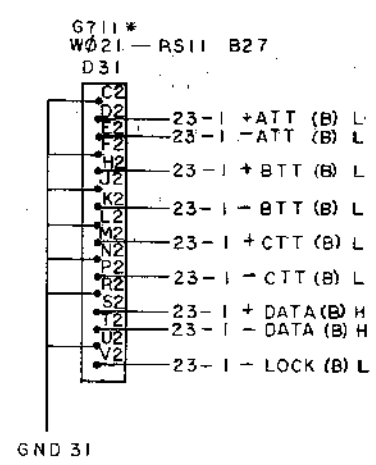 G711*
WØ21 — RS11 B27
D31
C2
D2
E2
F2
H2
J2
K2
L2
M2
N2
P2
R2
S2
T2
U2
V2
23-1 +ATT (B) L
23-1 -ATT (B) L
23-1 +BTT (B) L
23-1 -BTT (B) L
23-1 +CTT (B) L
23-1 -CTT (B) L
23-1 + DATA(B) H
23-1 - DATA(B) H
23-1 - LOCK (B) L
GND 31